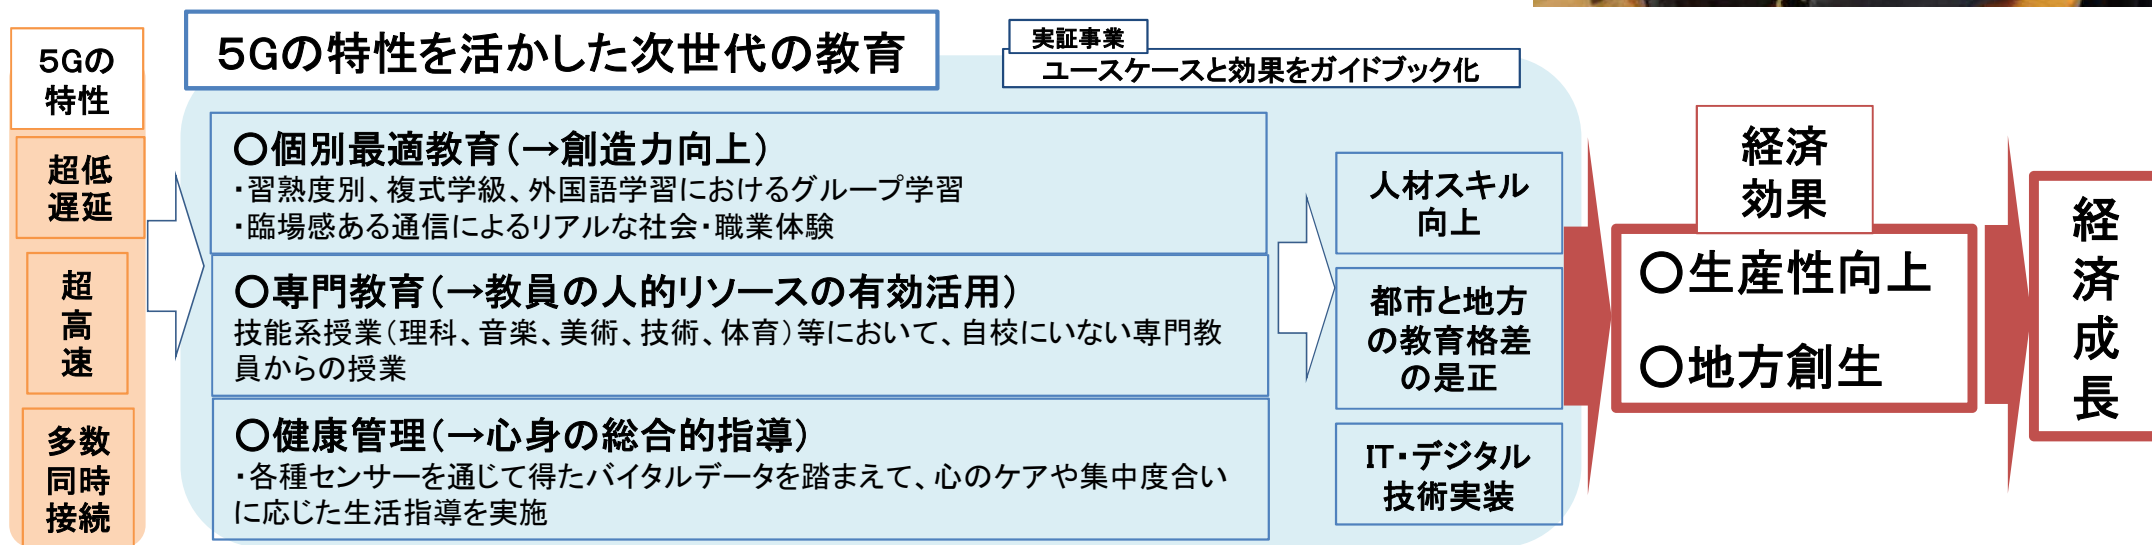 5Gの
特性
超低
遅延
超
高
速
多数
同時
接続
5Gの特性を活かした次世代の教育
実証事業
ユースケースと効果をガイドブック化
○個別最適教育(→創造力向上)
・習熟度別、複式学級、外国語学習におけるグループ学習
・臨場感ある通信によるリアルな社会・職業体験
○専門教育(→教員の人的リソースの有効活用)
技能系授業(理科、音楽、美術、技術、体育)等において、自校にいない専門教
員からの授業
○健康管理(→心身の総合的指導)
・各種センサーを通じて得たバイタルデータを踏まえて、心のケアや集中度合い
に応じた生活指導を実施
人材スキル
向上
都市と地方
の教育格差
の是正
IT・デジタル
技術実装
経済
効果
○生産性向上
○地方創生
経
済
成
長